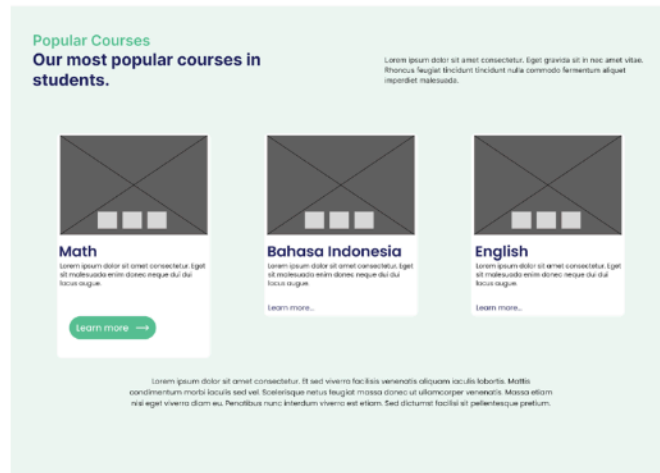 Popular Courses
Our most popular courses in
students.
Lorem ipsum dolor sit amet consectetur. Eget gravida sit in nec amet vitae.
Rhoncus feugiat tincidunt tincidunt nulla commodo fermentum aliquet
imperdiet malesuada.
Math
Lorem ipsum dolor sit amet consectetur. Eget
sit malesuada enim donec neque dui dui
lacus augue.
Learn more
Bahasa Indonesia
Lorem ipsum dolor sit amet consectetur. Eget
sit malesuada enim donec neque dui dui
lacus augue.
Learn more...
English
Lorem ipsum dolor sit amet consectetur. Eget
sit malesuada enim donec neque dui dui
lacus augue.
Learn more...
Lorem ipsum dolor sit amet consectetur. Et sed viverra facilisis venenatis aliquam iaculis lobortis. Mattis
condimentum morbi iaculis sed vel. Scelerisque netus feugiat massa donec ut ullamcorper venenatis. Massa etiam
nisi eget viverra diam eu. Penatibus nunc interdum viverra est etiam. Sed dictumst facilisi sit pellentesque pretium.